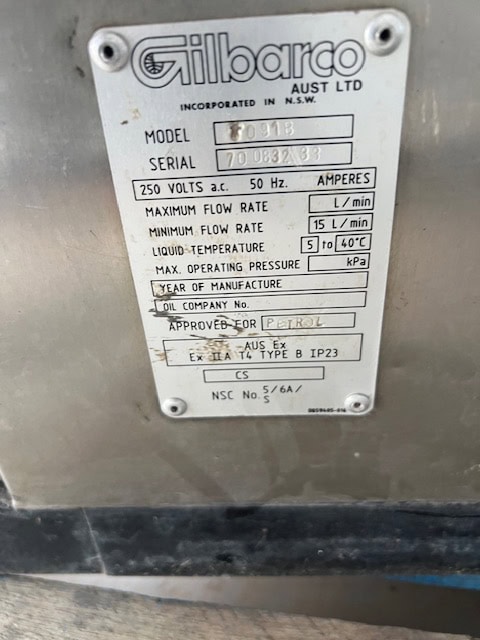 Gilbarco
AUST LTD
INCORPORATED IN N.S.W.
MODEL
SERIAL
250 VOLTS a.c. 50 Hz. AMPERES
MAXIMUM FLOW RATE L/min
MINIMUM FLOW RATE 15 L/min
LIQUID TEMPERATURE 5 to 40°C
MAX. OPERATING PRESSURE kPa
YEAR OF MANUFACTURE
OIL COMPANY No.
APPROVED FOR PETROL
AUS Ex
Ex IIA T4 TYPE B IP23
CS
NSC No. 5/6A/
S